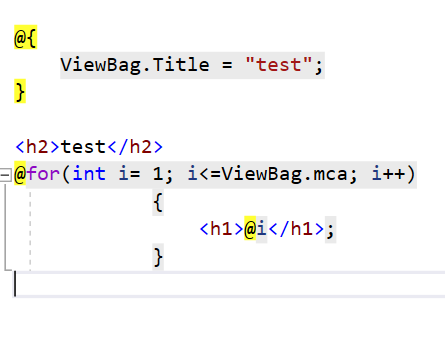 @{
ViewBag.Title = "test";
}
<h2>test</h2>
@for(int i= 1; i<=ViewBag.mca; i++)
{
<h1>@i</h1>;
}